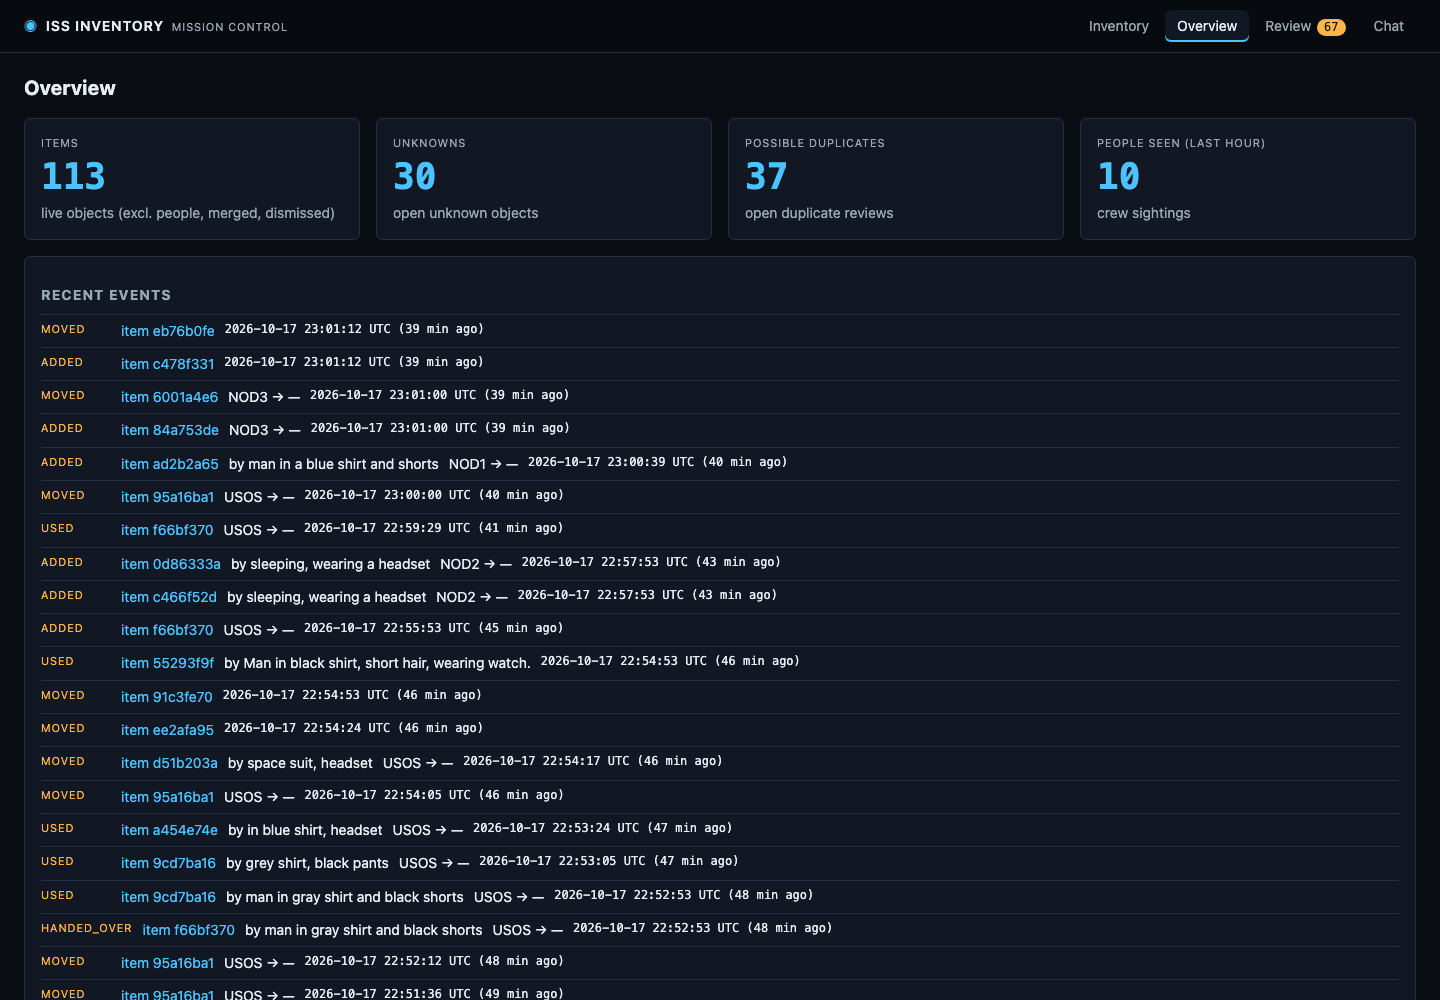 ISS INVENTORY MISSION CONTROL
Inventory Overview Review 67 Chat
Overview
ITEMS
113
live objects (excl. people, merged, dismissed)
UNKNOWNS
30
open unknown objects
POSSIBLE DUPLICATES
37
open duplicate reviews
PEOPLE SEEN (LAST HOUR)
10
crew sightings
RECENT EVENTS
MOVED item eb76b0fe 2026-10-17 23:01:12 UTC (39 min ago)
ADDED item c478f331 2026-10-17 23:01:12 UTC (39 min ago)
MOVED item 6001a4e6 NOD3 → — 2026-10-17 23:01:00 UTC (39 min ago)
ADDED item 84a753de NOD3 → — 2026-10-17 23:01:00 UTC (39 min ago)
ADDED item ad2b2a65 by man in a blue shirt and shorts NOD1 → — 2026-10-17 23:00:39 UTC (40 min ago)
MOVED item 95a16ba1 USOS → — 2026-10-17 23:00:00 UTC (40 min ago)
USED item f66bf370 USOS → — 2026-10-17 22:59:29 UTC (41 min ago)
ADDED item 0d86333a by sleeping, wearing a headset NOD2 → — 2026-10-17 22:57:53 UTC (43 min ago)
ADDED item c466f52d by sleeping, wearing a headset NOD2 → — 2026-10-17 22:57:53 UTC (43 min ago)
ADDED item f66bf370 USOS → — 2026-10-17 22:55:53 UTC (45 min ago)
USED item 55293f9f by Man in black shirt, short hair, wearing watch. 2026-10-17 22:54:53 UTC (46 min ago)
MOVED item 91c3fe70 2026-10-17 22:54:53 UTC (46 min ago)
MOVED item ee2afa95 2026-10-17 22:54:24 UTC (46 min ago)
MOVED item d51b203a by space suit, headset USOS → — 2026-10-17 22:54:17 UTC (46 min ago)
MOVED item 95a16ba1 USOS → — 2026-10-17 22:54:05 UTC (46 min ago)
USED item a454e74e by in blue shirt, headset USOS → — 2026-10-17 22:53:24 UTC (47 min ago)
USED item 9cd7ba16 by grey shirt, black pants USOS → — 2026-10-17 22:53:05 UTC (47 min ago)
USED item 9cd7ba16 by man in gray shirt and black shorts USOS → — 2026-10-17 22:52:53 UTC (48 min ago)
HANDED_OVER item f66bf370 by man in gray shirt and black shorts USOS → — 2026-10-17 22:52:53 UTC (48 min ago)
MOVED item 95a16ba1 USOS → — 2026-10-17 22:52:12 UTC (48 min ago)
MOVED item 95a16ba1 USOS → — 2026-10-17 22:51:36 UTC (49 min ago)